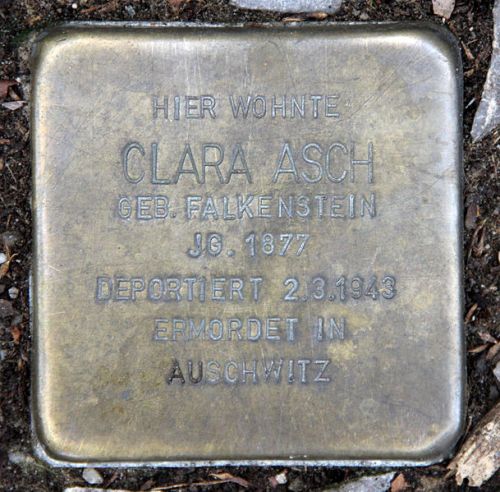 HIER WOHNTE
CLARA ASCH
GEB. FALKENSTEIN
JG. 1877
DEPORTIERT 2.3.1943
ERMORDET IN
AUSCHWITZ